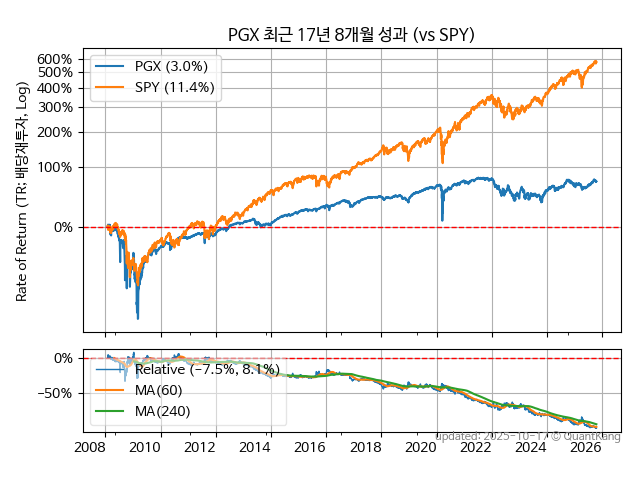 PGX 최근 17년 8개월 성과 (vs SPY)
PGX (3.0%)
SPY (11.4%)
600%
500%
400%
300%
200%
100%
0%
Rate of Return (TR: 배당재투자, Log)
0%
−50%
Relative (−7.5%, 8.1%)
MA(60)
MA(240)
updated: 2025-10-17 © QuantKang
2008 2010 2012 2014 2016 2018 2020 2022 2024 2026